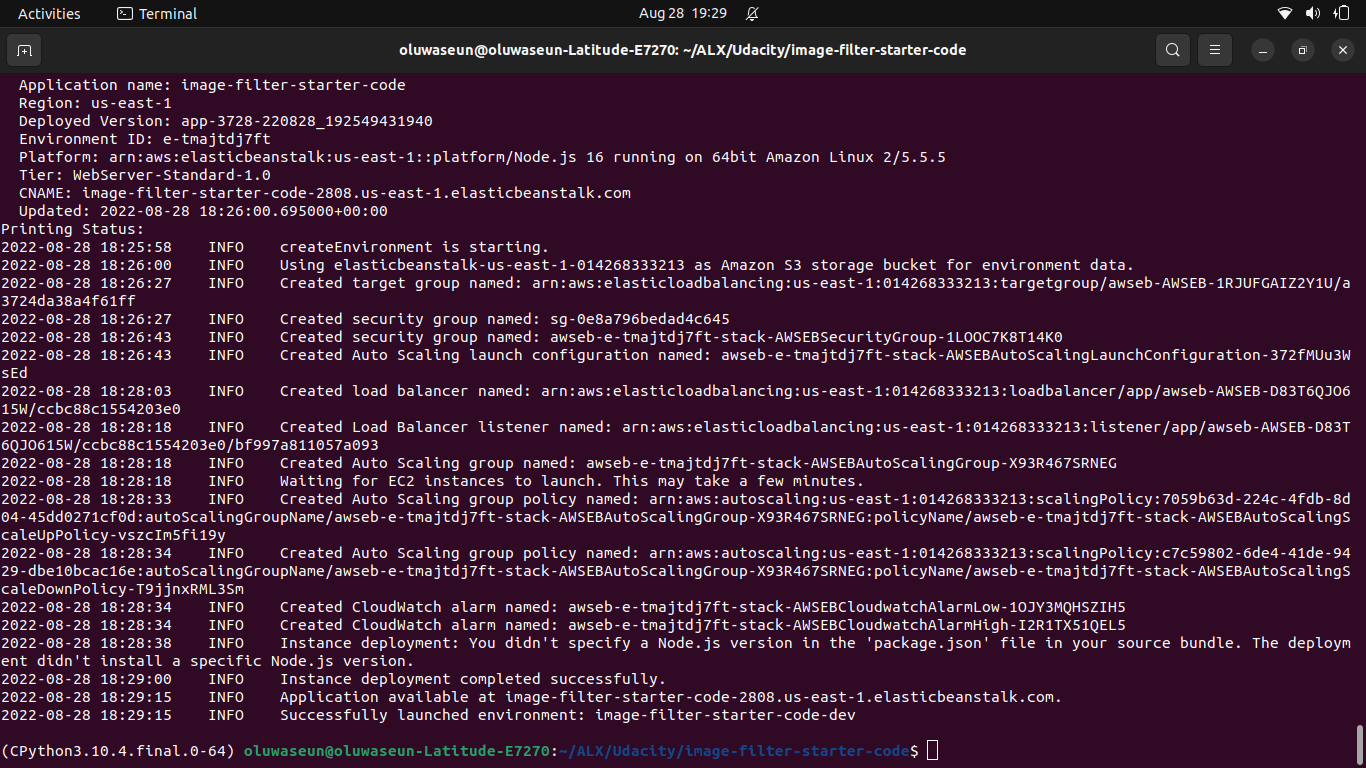 Activities
Terminal
Aug 28 19:29
oluwaseun@oluwaseun-Latitude-E7270: ~/ALX/Udacity/image-filter-starter-code
Application name: image-filter-starter-code
Region: us-east-1
Deployed Version: app-3728-220828_192549431940
Environment ID: e-tmajtdj7ft
Platform: arn:aws:elasticbeanstalk:us-east-1::platform/Node.js 16 running on 64bit Amazon Linux 2/5.5.5
Tier: WebServer-Standard-1.0
CNAME: image-filter-starter-code-2808.us-east-1.elasticbeanstalk.com
Updated: 2022-08-28 18:26:00.695000+00:00
Printing Status:
2022-08-28 18:25:58    INFO    createEnvironment is starting.
2022-08-28 18:26:00    INFO    Using elasticbeanstalk-us-east-1-014268333213 as Amazon S3 storage bucket for environment data.
2022-08-28 18:26:27    INFO    Created target group named: arn:aws:elasticloadbalancing:us-east-1:014268333213:targetgroup/awseb-AWSEB-1RJUFGAIZ2Y1U/a
3724da38a4f61ff
2022-08-28 18:26:27    INFO    Created security group named: sg-0e8a796bedad4c645
2022-08-28 18:26:43    INFO    Created security group named: awseb-e-tmajtdj7ft-stack-AWSEBSecurityGroup-1LOOC7K8T14K0
2022-08-28 18:26:43    INFO    Created Auto Scaling launch configuration named: awseb-e-tmajtdj7ft-stack-AWSEBAutoScalingLaunchConfiguration-372fMUu3W
sEd
2022-08-28 18:28:03    INFO    Created load balancer named: arn:aws:elasticloadbalancing:us-east-1:014268333213:loadbalancer/app/awseb-AWSEB-D83T6QJO6
15W/ccbc88c1554203e0
2022-08-28 18:28:18    INFO    Created Load Balancer listener named: arn:aws:elasticloadbalancing:us-east-1:014268333213:listener/app/awseb-AWSEB-D83T
6QJO615W/ccbc88c1554203e0/bf997a811057a093
2022-08-28 18:28:18    INFO    Created Auto Scaling group named: awseb-e-tmajtdj7ft-stack-AWSEBAutoScalingGroup-X93R467SRNEG
2022-08-28 18:28:18    INFO    Waiting for EC2 instances to launch. This may take a few minutes.
2022-08-28 18:28:33    INFO    Created Auto Scaling group policy named: arn:aws:autoscaling:us-east-1:014268333213:scalingPolicy:7059b63d-224c-4fdb-8d
04-45dd0271cf0d:autoScalingGroupName/awseb-e-tmajtdj7ft-stack-AWSEBAutoScalingGroup-X93R467SRNEG:policyName/awseb-e-tmajtdj7ft-stack-AWSEBAutoScalingS
caleUpPolicy-vszcIm5fi19y
2022-08-28 18:28:34    INFO    Created Auto Scaling group policy named: arn:aws:autoscaling:us-east-1:014268333213:scalingPolicy:c7c59802-6de4-41de-94
29-dbe10bcac16e:autoScalingGroupName/awseb-e-tmajtdj7ft-stack-AWSEBAutoScalingGroup-X93R467SRNEG:policyName/awseb-e-tmajtdj7ft-stack-AWSEBAutoScalingS
caleDownPolicy-T9jjnxRML3Sm
2022-08-28 18:28:34    INFO    Created CloudWatch alarm named: awseb-e-tmajtdj7ft-stack-AWSEBCloudwatchAlarmLow-1OJY3MQHSZIH5
2022-08-28 18:28:34    INFO    Created CloudWatch alarm named: awseb-e-tmajtdj7ft-stack-AWSEBCloudwatchAlarmHigh-I2R1TX51QEL5
2022-08-28 18:28:38    INFO    Instance deployment: You didn't specify a Node.js version in the 'package.json' file in your source bundle. The deploym
ent didn't install a specific Node.js version.
2022-08-28 18:29:00    INFO    Instance deployment completed successfully.
2022-08-28 18:29:15    INFO    Application available at image-filter-starter-code-2808.us-east-1.elasticbeanstalk.com.
2022-08-28 18:29:15    INFO    Successfully launched environment: image-filter-starter-code-dev
(CPython3.10.4.final.0-64) oluwaseun@oluwaseun-Latitude-E7270:~/ALX/Udacity/image-filter-starter-code$